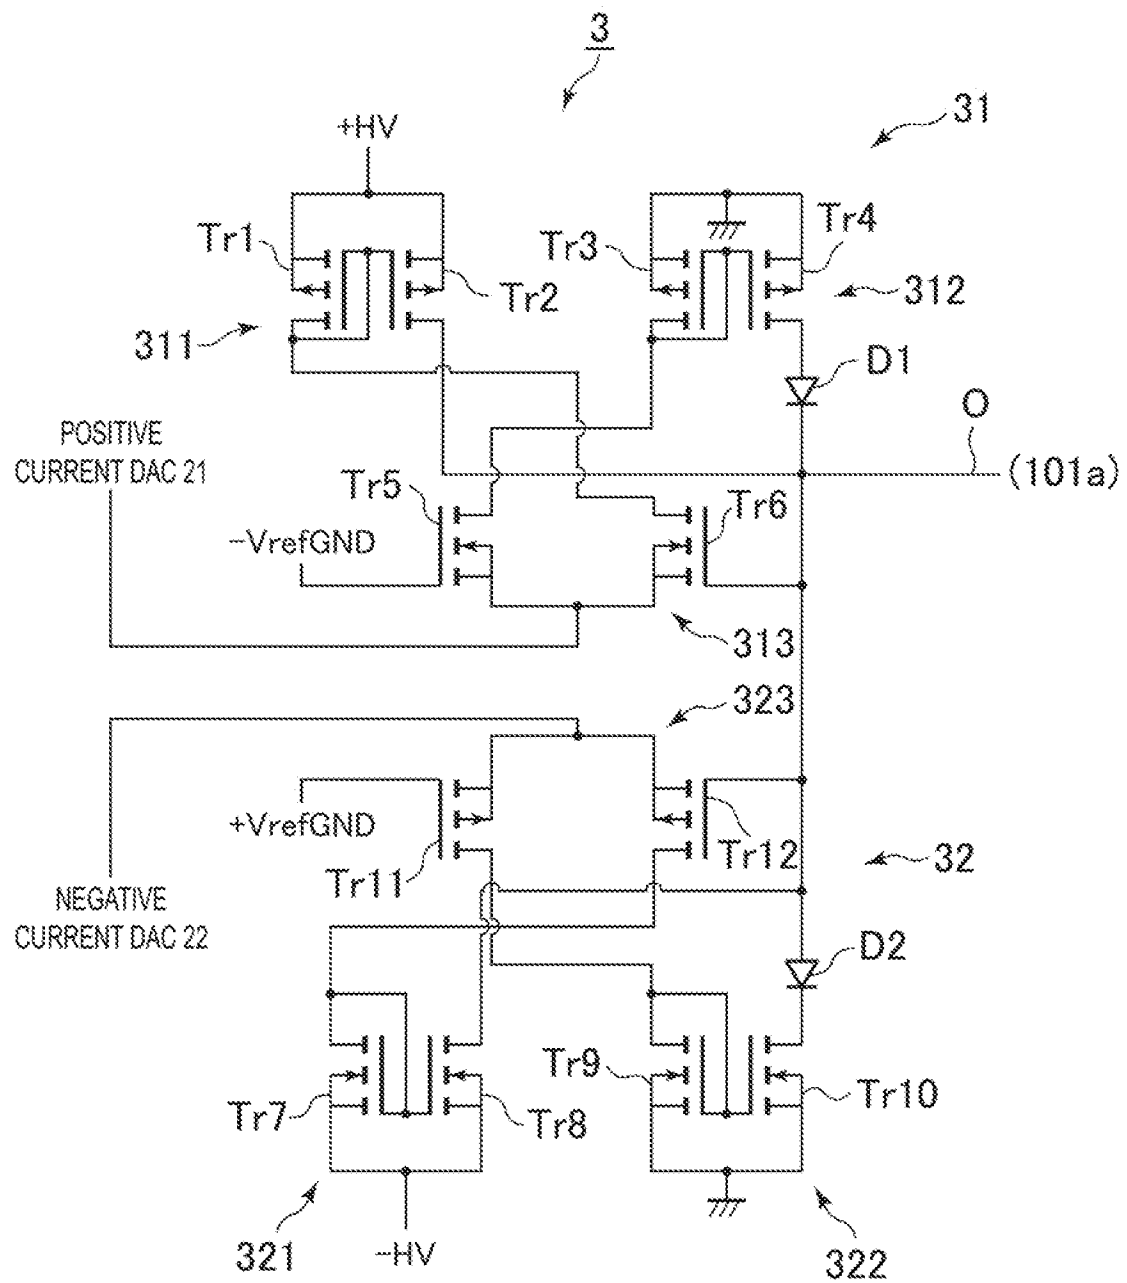 3
31
+HV
Tr1
Tr2
Tr3
Tr4
311
312
D1
O
(101a)
POSITIVE
CURRENT DAC 21
Tr5
Tr6
-VrefGND
313
323
+VrefGND
Tr11
Tr12
32
NEGATIVE
CURRENT DAC 22
D2
Tr7
Tr8
Tr9
Tr10
321
-HV
322